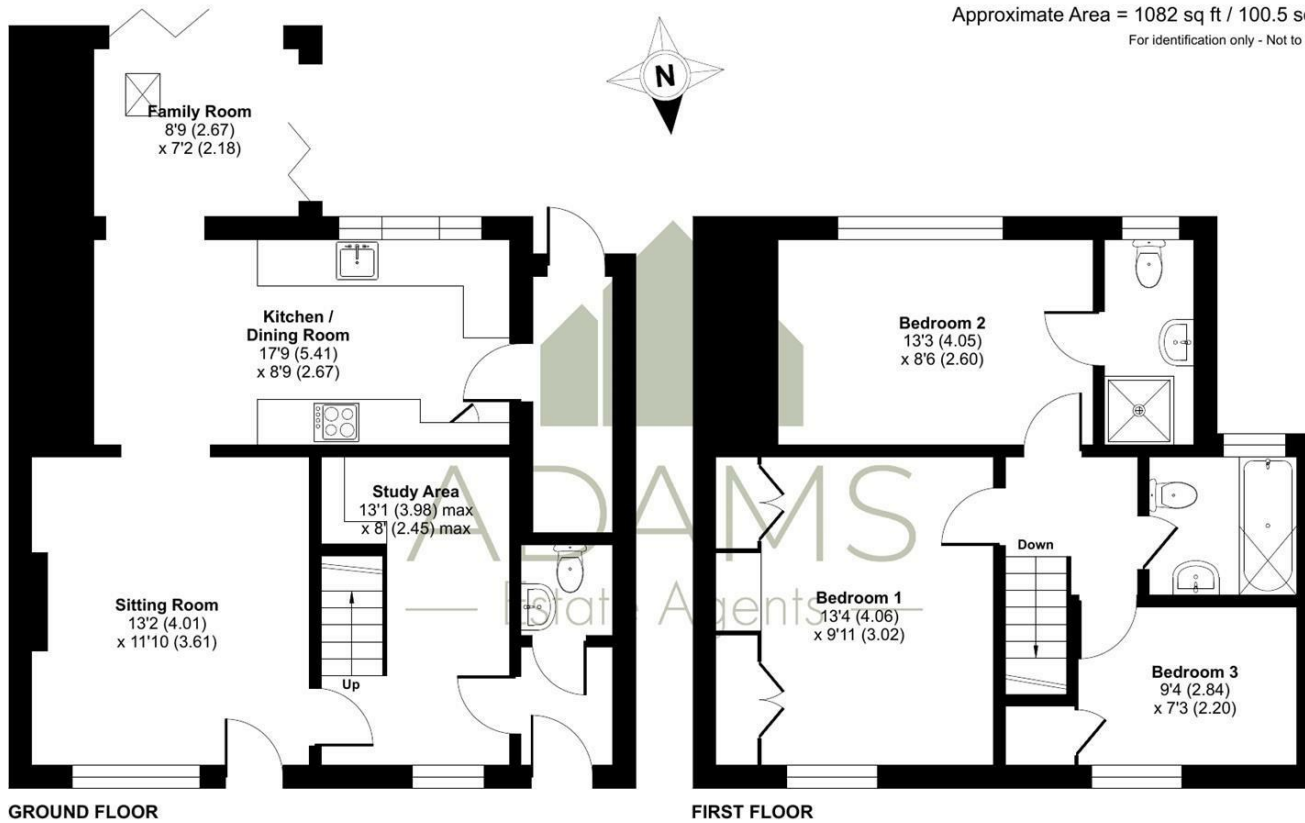 Approximate Area = 1082 sq ft / 100.5 s
For identification only - Not to
N
Family Room
8'9 (2.67)
x 7'2 (2.18)
Kitchen /
Dining Room
17'9 (5.41)
x 8'9 (2.67)
Study Area
13'1 (3.98) max
x 8' (2.45) max
Sitting Room
13'2 (4.01)
x 11'10 (3.61)
Up
GROUND FLOOR
Bedroom 2
13'3 (4.05)
x 8'6 (2.60)
Bedroom 1
13'4 (4.06)
x 9'11 (3.02)
Down
Bedroom 3
9'4 (2.84)
x 7'3 (2.20)
FIRST FLOOR
ADAMS
Estate Agents